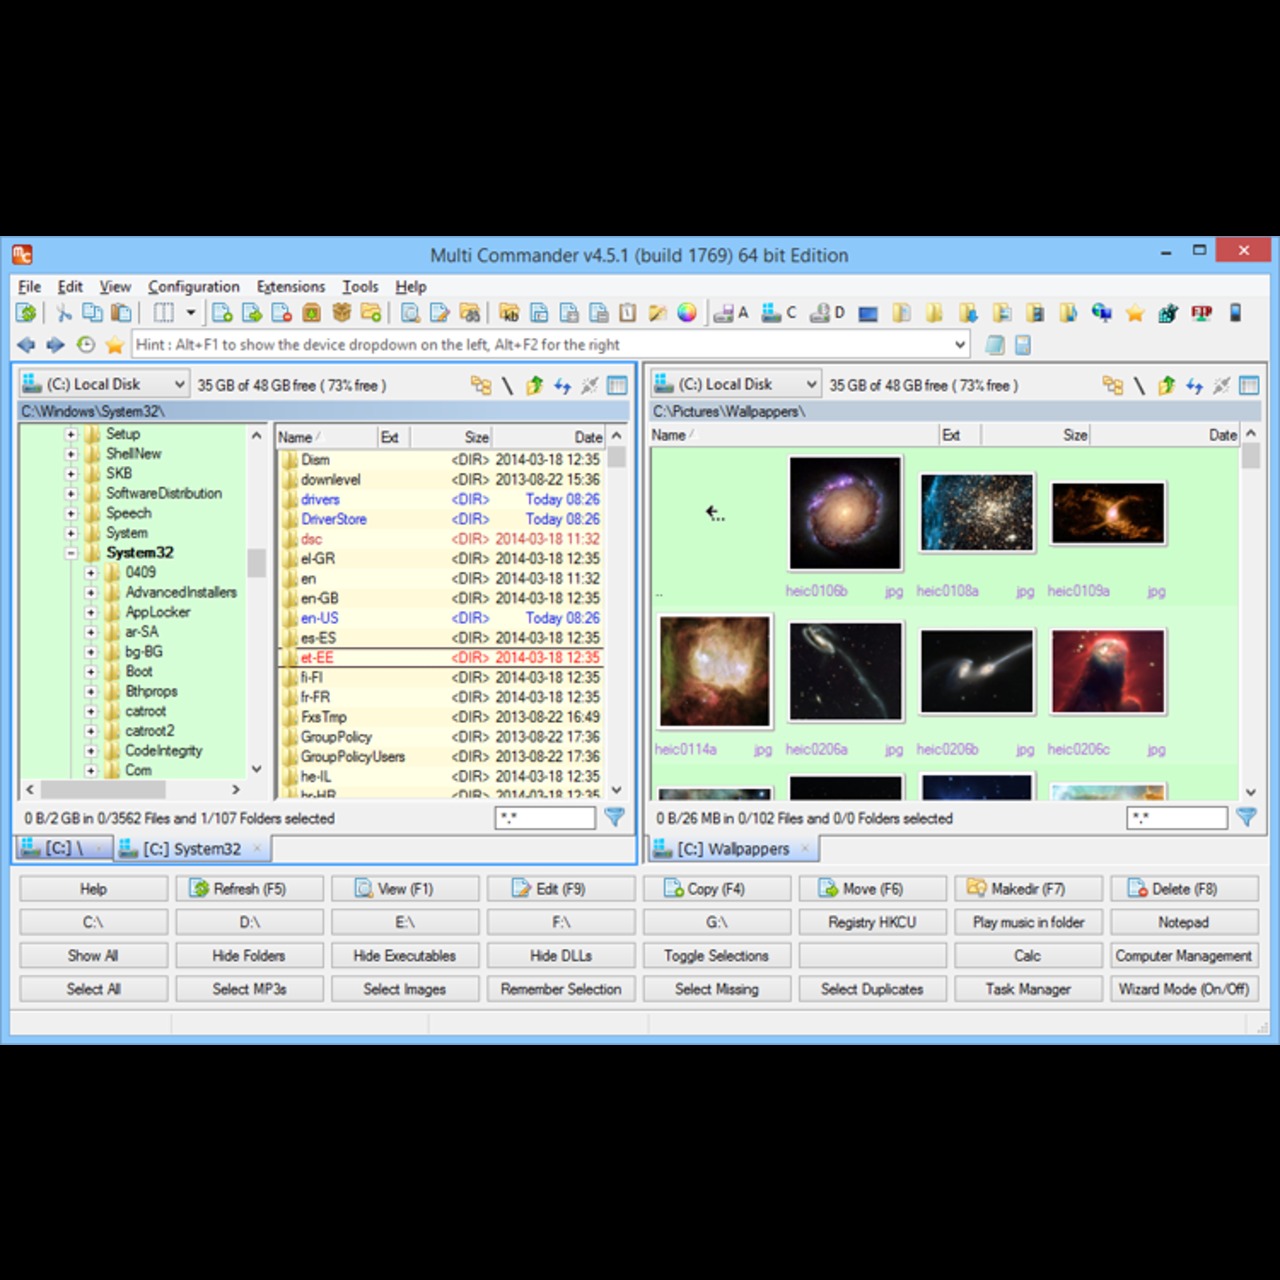 Multi Commander v4.5.1 (build 1769) 64 bit Edition
File Edit View Configuration Extensions Tools Help
A C D FTP
Hint : Alt+F1 to show the device dropdown on the left, Alt+F2 for the right
(C:) Local Disk 35 GB of 48 GB free ( 73% free )
C:\Windows\System32\
Setup
ShellNew
SKB
SoftwareDistribution
Speech
System
System32
0409
AdvancedInstallers
AppLocker
ar-SA
bg-BG
Boot
Bthprops
catroot
catroot2
CodeIntegrity
Com
Name Ext Size Date
Dism <DIR> 2014-03-18 12:35
downlevel <DIR> 2013-08-22 15:36
drivers <DIR> Today 08:26
DriverStore <DIR> Today 08:26
dsc <DIR> 2014-03-18 11:32
el-GR <DIR> 2014-03-18 12:35
en <DIR> 2014-03-18 11:32
en-GB <DIR> 2014-03-18 12:35
en-US <DIR> Today 08:26
es-ES <DIR> 2014-03-18 12:35
et-EE <DIR> 2014-03-18 12:35
fi-FI <DIR> 2014-03-18 12:35
fr-FR <DIR> 2014-03-18 12:35
FxsTmp <DIR> 2013-08-22 16:49
GroupPolicy <DIR> 2013-08-22 17:36
GroupPolicyUsers <DIR> 2013-08-22 17:36
he-IL <DIR> 2014-03-18 12:35
hr-HR <DIR> 2014-03-18 12:35
0 B/2 GB in 0/3562 Files and 1/107 Folders selected *.*
[C:] \ [C:] System32
(C:) Local Disk 35 GB of 48 GB free ( 73% free )
C:\Pictures\Wallpappers\
Name Ext Size Date
.. heic0106b jpg heic0108a jpg heic0109a jpg
heic0114a jpg heic0206a jpg heic0206b jpg heic0206c jpg
0 B/26 MB in 0/102 Files and 0/0 Folders selected *.*
[C:] Wallpappers
Help Refresh (F5) View (F1) Edit (F9) Copy (F4) Move (F6) Makedir (F7) Delete (F8)
C:\ D:\ E:\ F:\ G:\ Registry HKCU Play music in folder Notepad
Show All Hide Folders Hide Executables Hide DLLs Toggle Selections Calc Computer Management
Select All Select MP3s Select Images Remember Selection Select Missing Select Duplicates Task Manager Wizard Mode (On/Off)